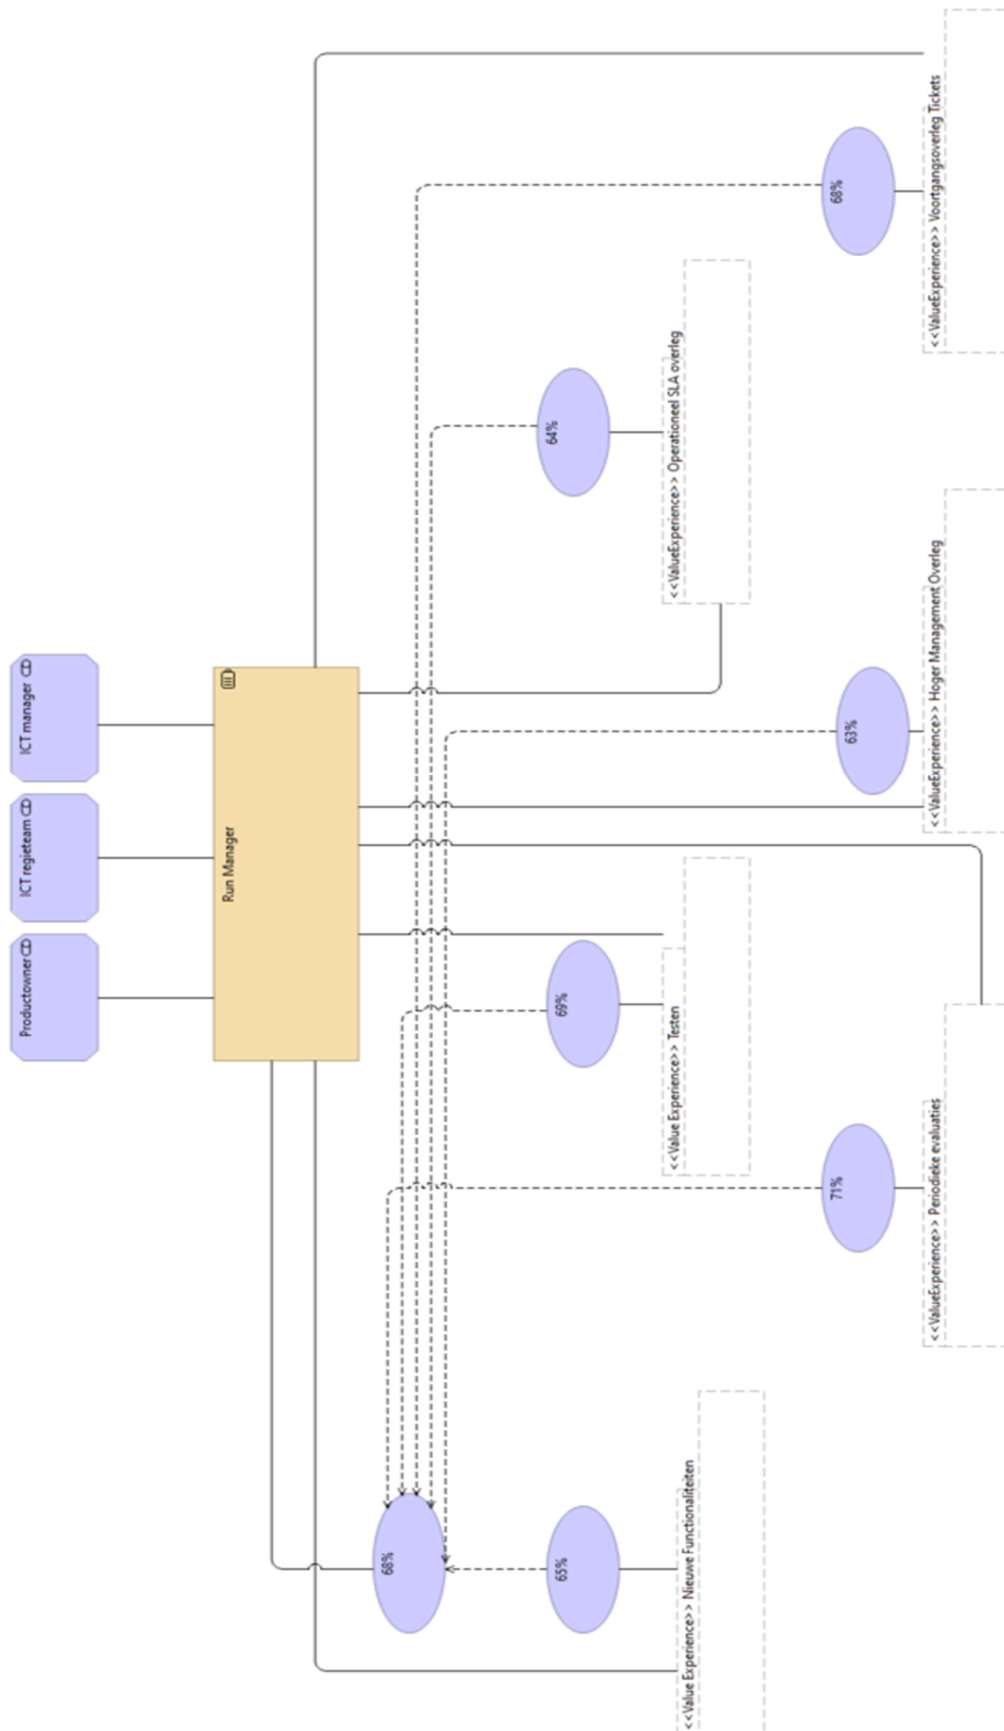 Productowner
ICT regieteam
ICT manager
Run Manager
68%
65%
<<Value Experience>> Nieuwe Functionaliteiten
71%
<<ValueExperience>> Periodieke evaluaties
69%
<<Value Experience>> Testen
63%
<<ValueExperience>> Hoger Management Overleg
64%
<<ValueExperience>> Operationeel SLA overleg
68%
<<ValueExperience>> Voortgangsoverleg Tickets